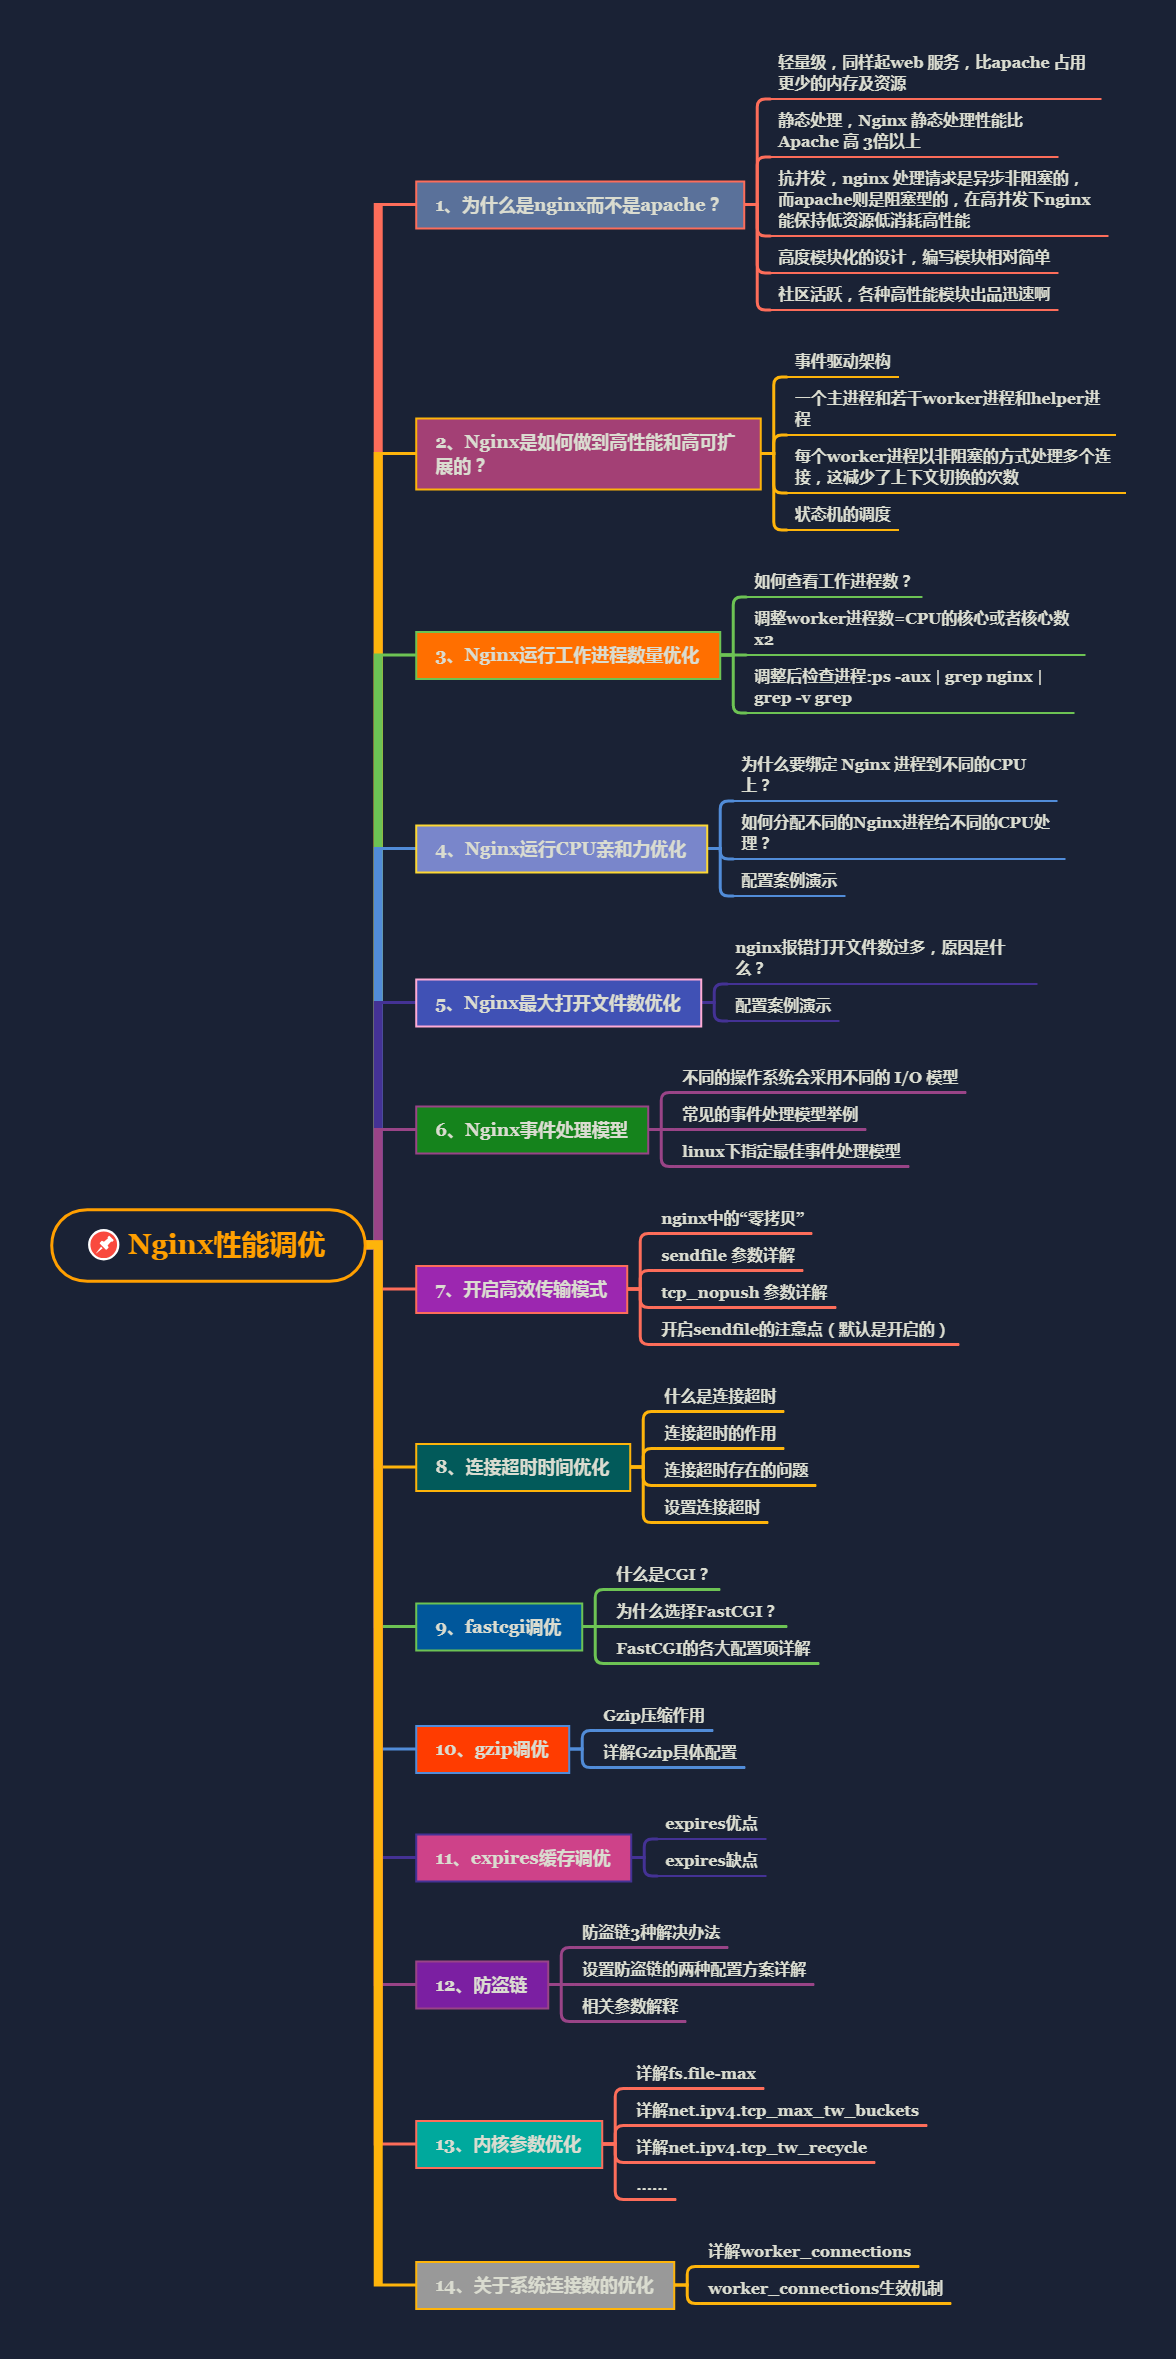 Nginx性能调优
1、为什么是nginx而不是apache？
轻量级，同样起web 服务，比apache 占用
更少的内存及资源
静态处理，Nginx 静态处理性能比
Apache 高 3倍以上
抗并发，nginx 处理请求是异步非阻塞的，
而apache则是阻塞型的，在高并发下nginx
能保持低资源低消耗高性能
高度模块化的设计，编写模块相对简单
社区活跃，各种高性能模块出品迅速啊
2、Nginx是如何做到高性能和高可扩
展的？
事件驱动架构
一个主进程和若干worker进程和helper进
程
每个worker进程以非阻塞的方式处理多个连
接，这减少了上下文切换的次数
状态机的调度
3、Nginx运行工作进程数量优化
如何查看工作进程数？
调整worker进程数=CPU的核心或者核心数
x2
调整后检查进程:ps -aux | grep nginx |
grep -v grep
4、Nginx运行CPU亲和力优化
为什么要绑定 Nginx 进程到不同的CPU
上？
如何分配不同的Nginx进程给不同的CPU处
理？
配置案例演示
5、Nginx最大打开文件数优化
nginx报错打开文件数过多，原因是什
么？
配置案例演示
6、Nginx事件处理模型
不同的操作系统会采用不同的 I/O 模型
常见的事件处理模型举例
linux下指定最佳事件处理模型
7、开启高效传输模式
nginx中的“零拷贝”
sendfile 参数详解
tcp_nopush 参数详解
开启sendfile的注意点（默认是开启的）
8、连接超时时间优化
什么是连接超时
连接超时的作用
连接超时存在的问题
设置连接超时
9、fastcgi调优
什么是CGI？
为什么选择FastCGI？
FastCGI的各大配置项详解
10、gzip调优
Gzip压缩作用
详解Gzip具体配置
11、expires缓存调优
expires优点
expires缺点
12、防盗链
防盗链3种解决办法
设置防盗链的两种配置方案详解
相关参数解释
13、内核参数优化
详解fs.file-max
详解net.ipv4.tcp_max_tw_buckets
详解net.ipv4.tcp_tw_recycle
......
14、关于系统连接数的优化
详解worker_connections
worker_connections生效机制